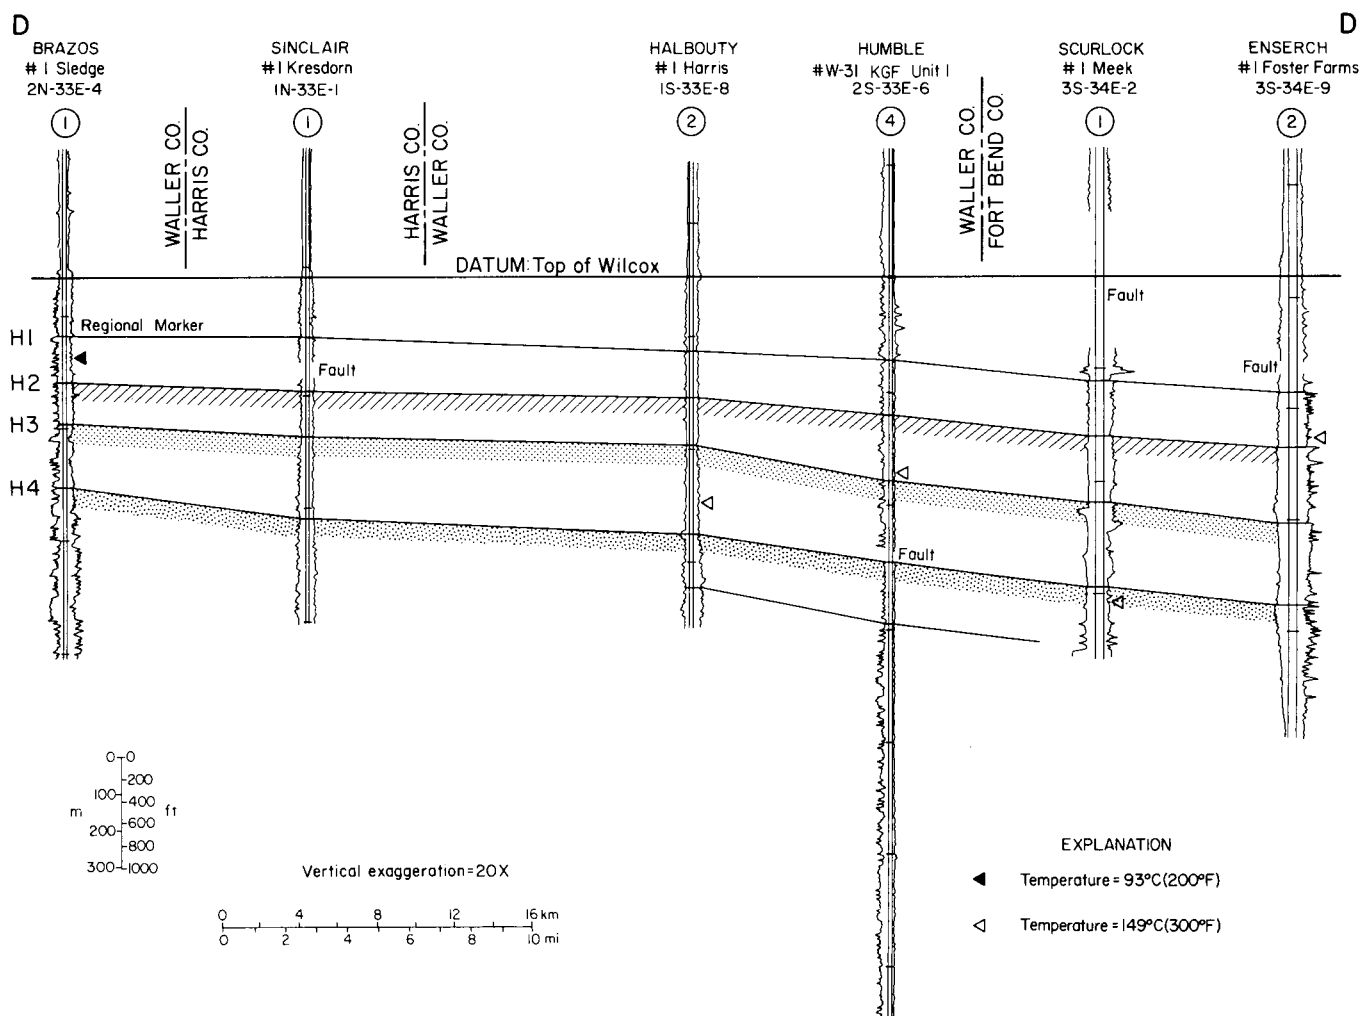 D
D
BRAZOS
# 1 Sledge
2N-33E-4
1
SINCLAIR
#1 Kresdorn
1N-33E-1
1
HALBOUTY
#1 Harris
1S-33E-8
2
HUMBLE
#W-31 KGF Unit 1
2S-33E-6
4
SCURLOCK
#1 Meek
3S-34E-2
1
ENSERCH
#1 Foster Farms
3S-34E-9
2
WALLER CO.
HARRIS CO.
HARRIS CO.
WALLER CO.
WALLER CO.
FORT BEND CO.
DATUM: Top of Wilcox
Fault
H1
Regional Marker
Fault
Fault
H2
H3
H4
Fault
0 0
200
100 400
m ft
600
200
800
300 1000
Vertical exaggeration=20X
0 4 8 12 16 km
0 2 4 6 8 10 mi
EXPLANATION
Temperature=93°C(200°F)
Temperature=149°C(300°F)